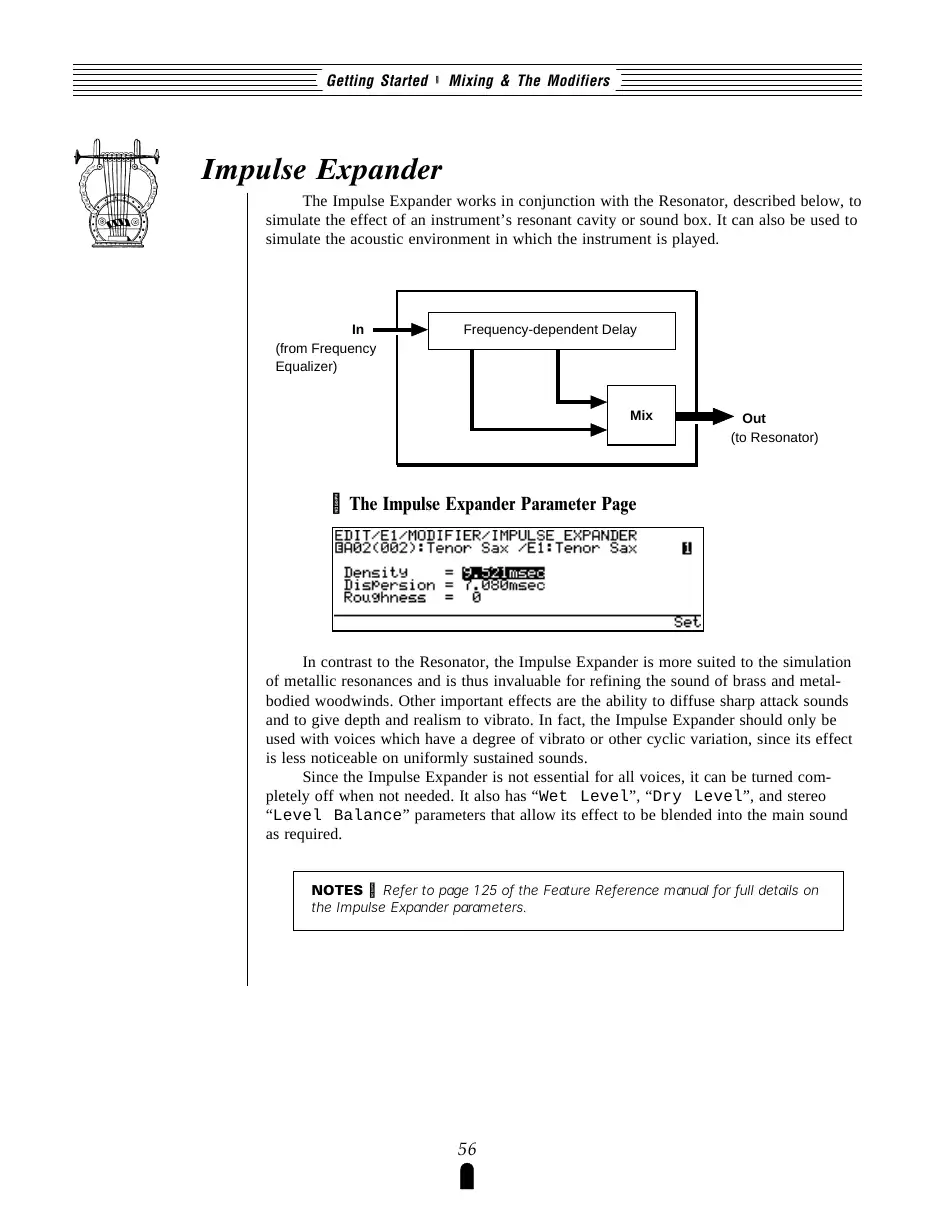 Getting Started Mixing & The Modifiers
Impulse Expander
The Impulse Expander works in conjunction with the Resonator, described below, to
simulate the effect of an instrument’s resonant cavity or sound box. It can also be used to
simulate the acoustic environment in which the instrument is played.
In
(from Frequency
Equalizer)
Frequency-dependent Delay
Mix
Out
(to Resonator)
The Impulse Expander Parameter Page
EDIT/E1/MODIFIER/IMPULSE EXPANDER
EA02(002):Tenor Sax /E1:Tenor Sax 1
Density = 9.521msec
Dispersion = 7.080msec
Roughness = 0
Set
In contrast to the Resonator, the Impulse Expander is more suited to the simulation
of metallic resonances and is thus invaluable for refining the sound of brass and metal-
bodied woodwinds. Other important effects are the ability to diffuse sharp attack sounds
and to give depth and realism to vibrato. In fact, the Impulse Expander should only be
used with voices which have a degree of vibrato or other cyclic variation, since its effect
is less noticeable on uniformly sustained sounds.
Since the Impulse Expander is not essential for all voices, it can be turned com-
pletely off when not needed. It also has “Wet Level”, “Dry Level”, and stereo
“Level Balance” parameters that allow its effect to be blended into the main sound
as required.
NOTES Refer to page 125 of the Feature Reference manual for full details on
the Impulse Expander parameters.
56